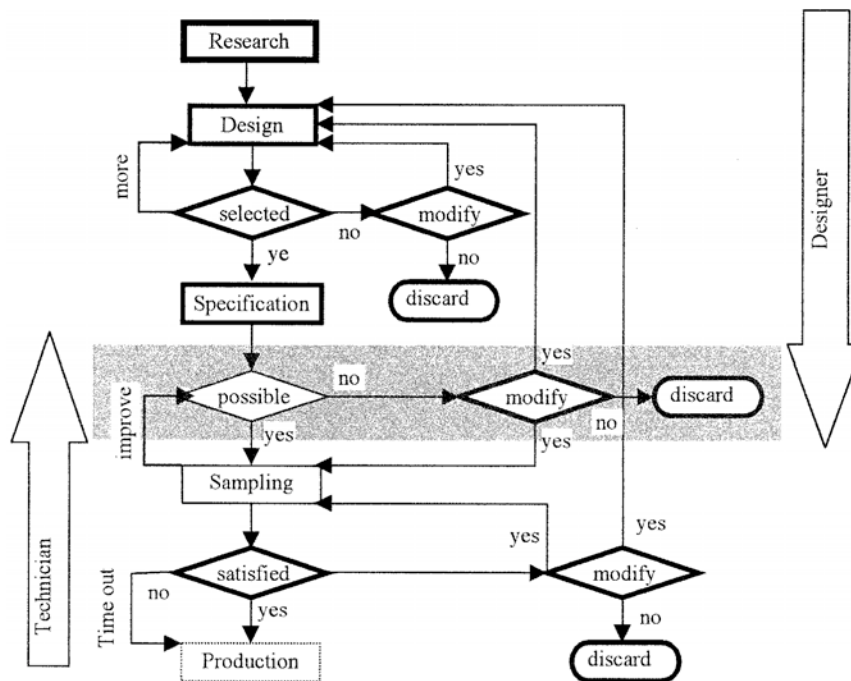 Research
Design
more
yes
selected
no
modify
ye
no
Specification
discard
Designer
yes
possible
no
modify
no
discard
improve
yes
yes
Sampling
yes
yes
satisfied
modify
Technician
Time out
no
yes
no
Production
discard